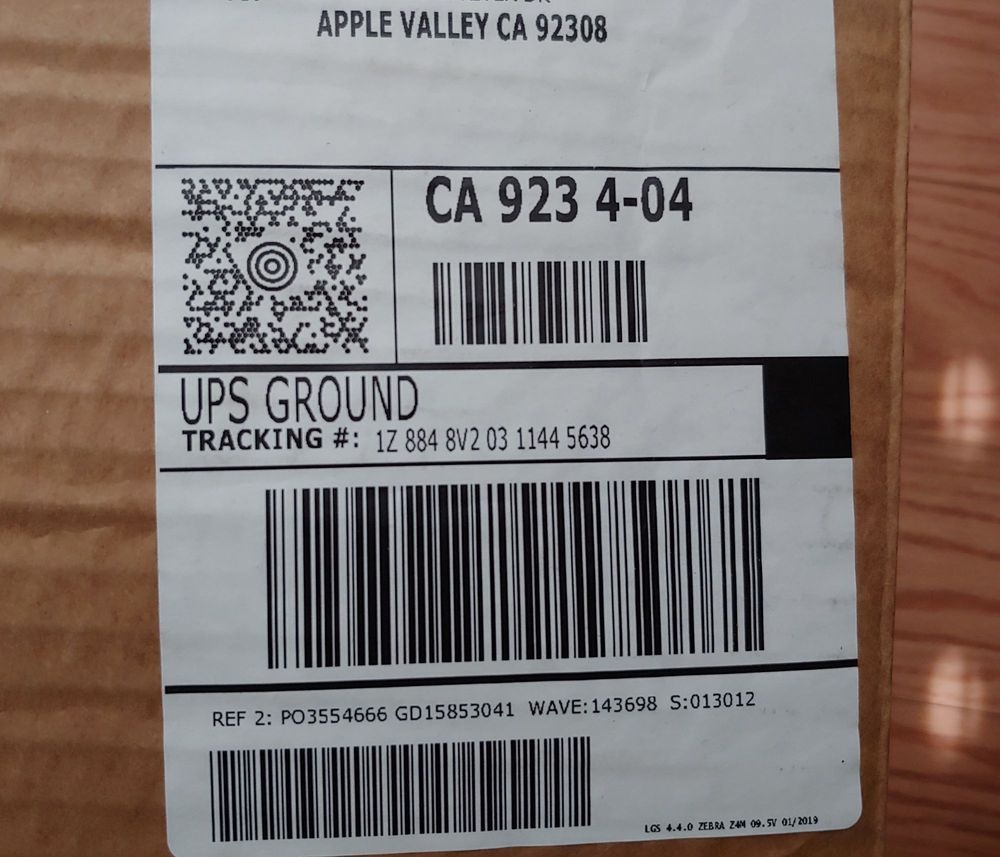 APPLE VALLEY CA 92308
CA 923 4-04
UPS GROUND
TRACKING #: 1Z 884 8V2 03 1144 5638
REF 2: PO3554666 GD15853041 WAVE:143698 S:013012
LGS 4.4.0 ZEBRA Z4M 09.5V 01/2019